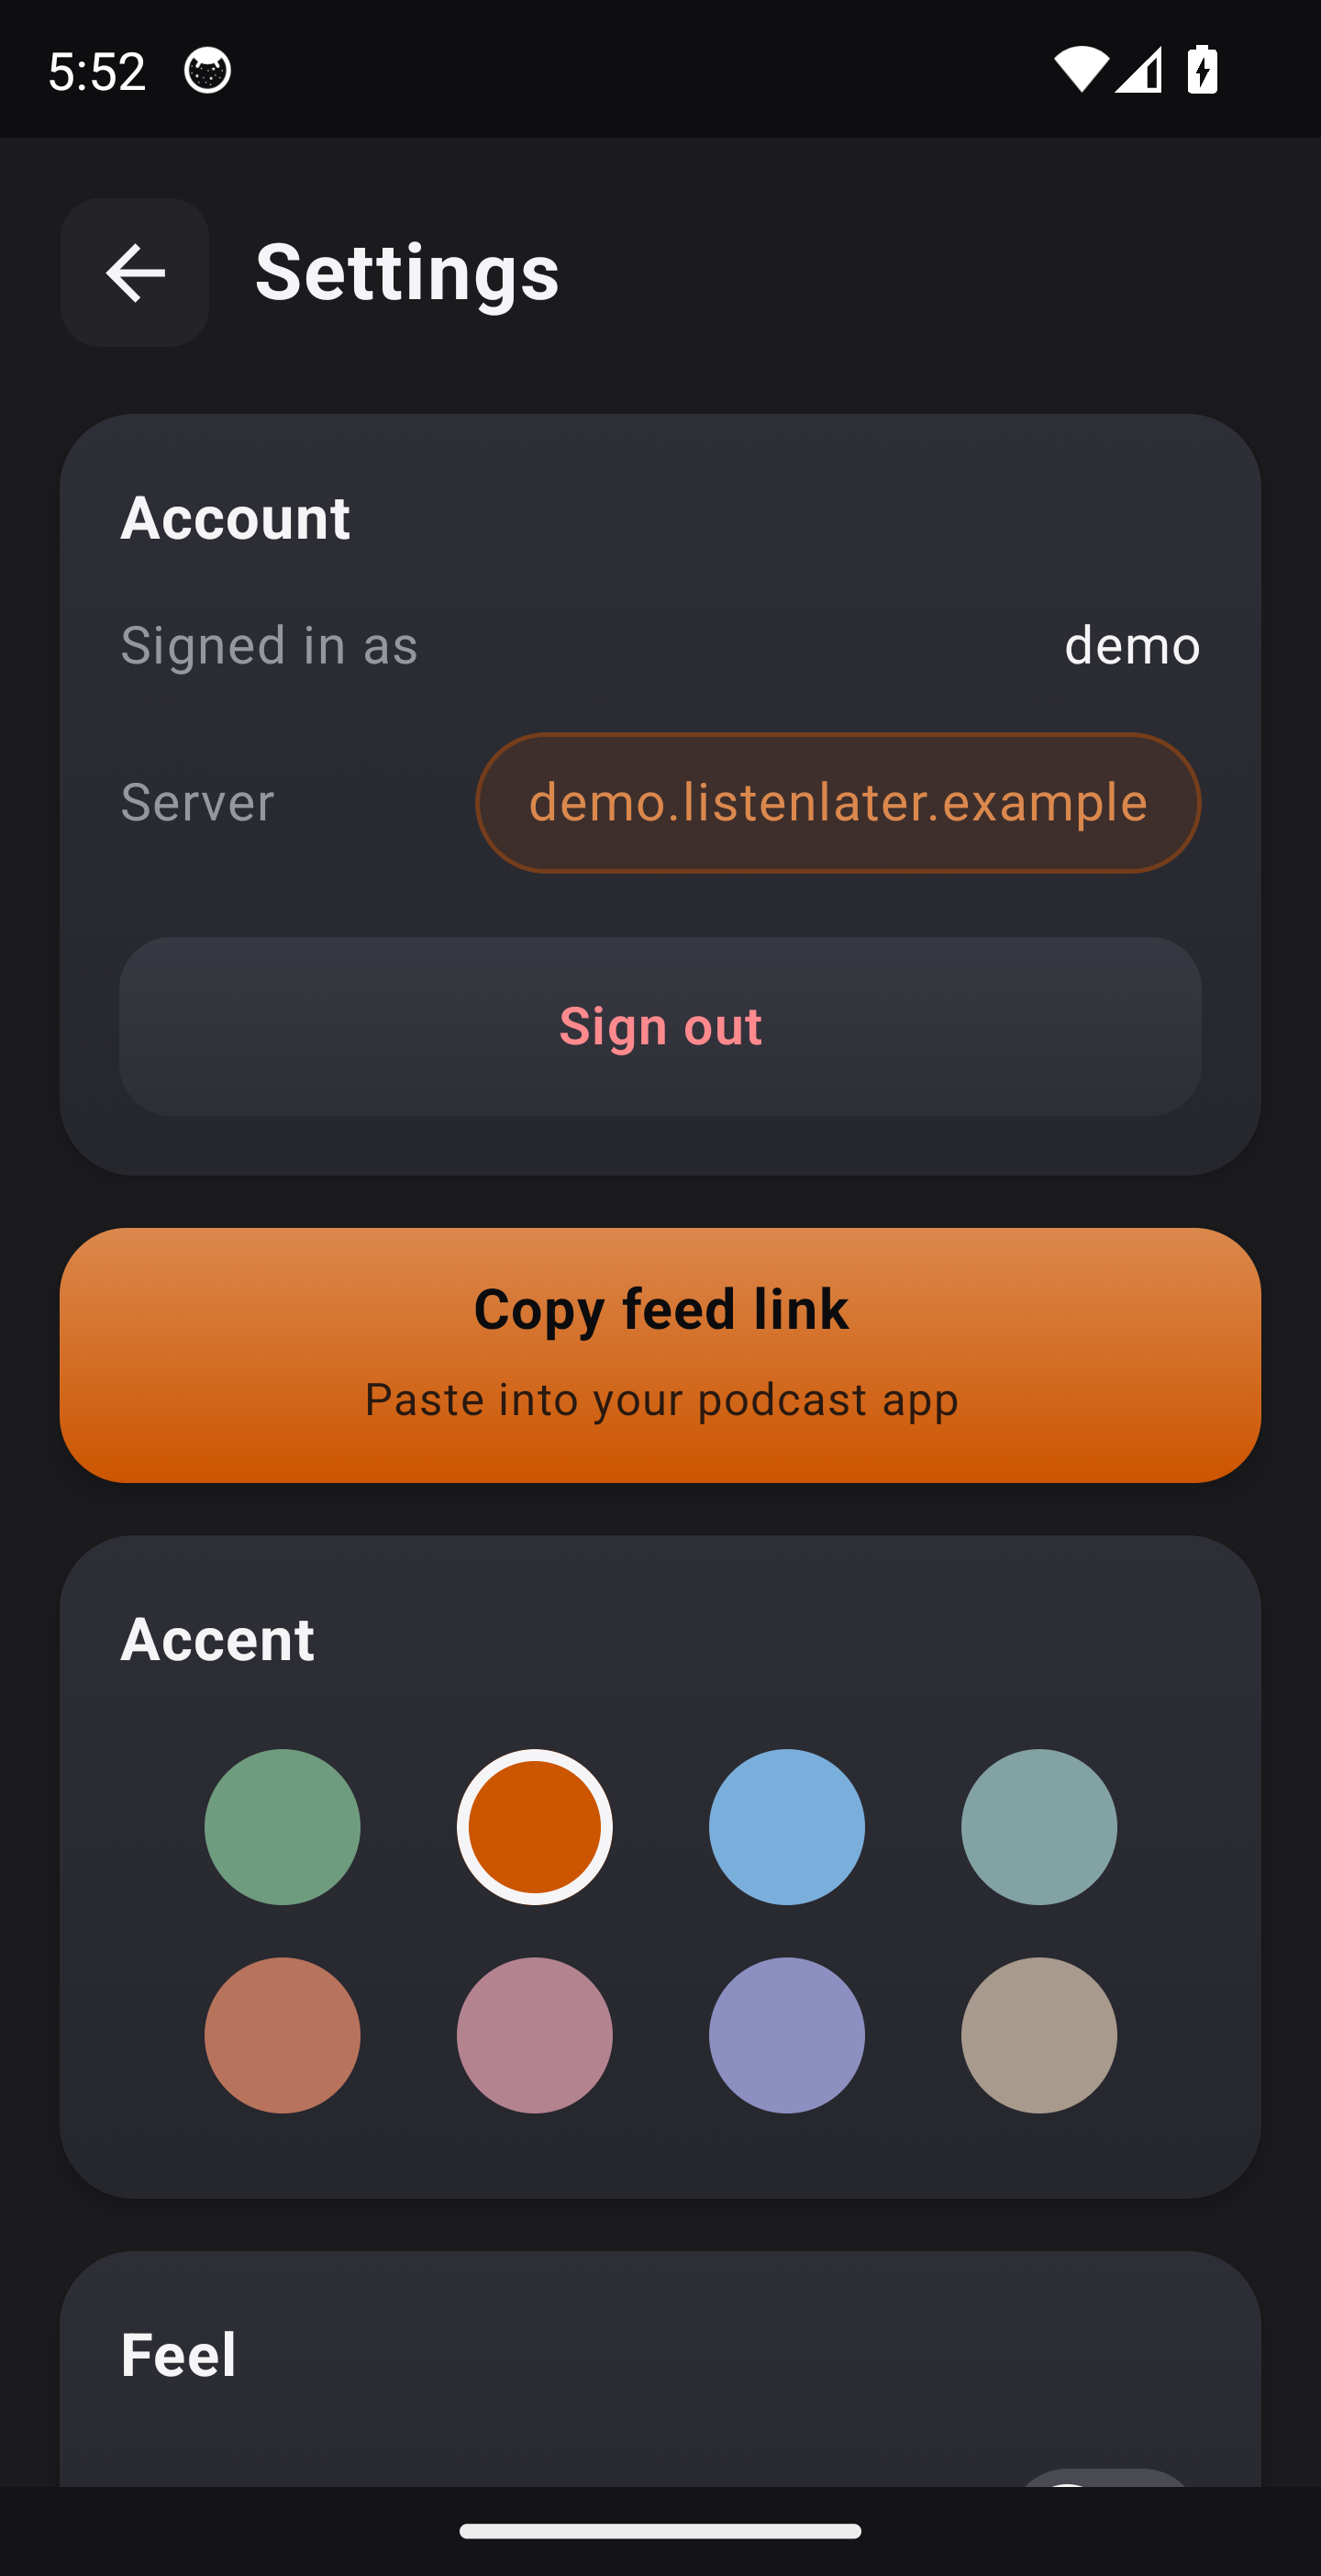 5:52
Settings
Account
Signed in as
demo
Server
demo.listenlater.example
Sign out
Copy feed link
Paste into your podcast app
Accent
Feel